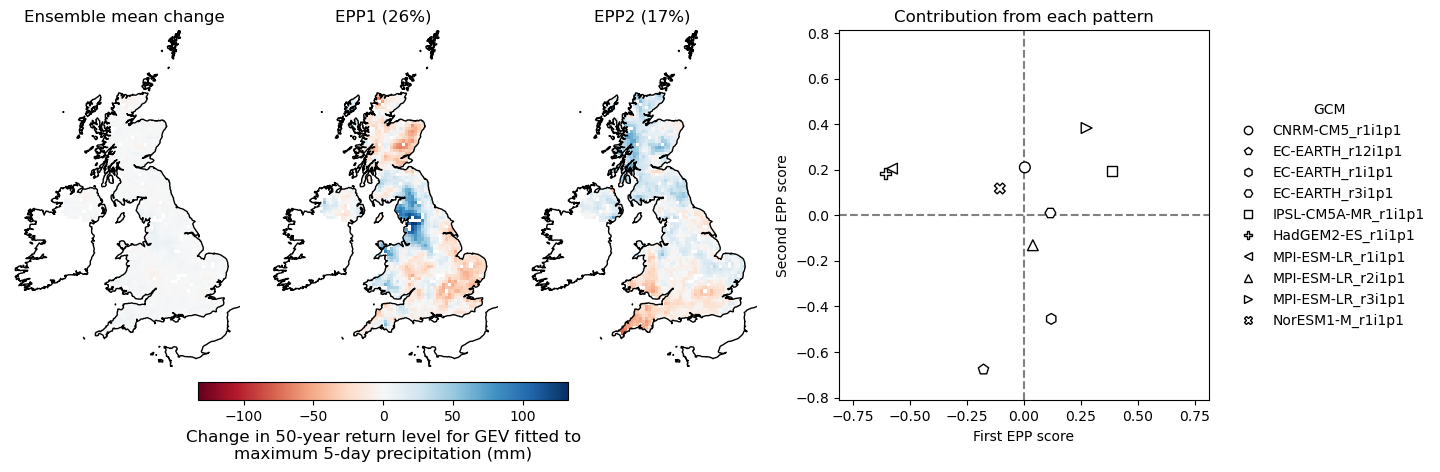 Ensemble mean change
EPP1 (26%)
EPP2 (17%)
−100
−50
0
50
100
Change in 50-year return level for GEV fitted to
maximum 5-day precipitation (mm)
Contribution from each pattern
Second EPP score
0.8
0.6
0.4
0.2
0.0
−0.2
−0.4
−0.6
−0.8
−0.75
−0.50
−0.25
0.00
0.25
0.50
0.75
First EPP score
GCM
CNRM-CM5_r1i1p1
EC-EARTH_r12i1p1
EC-EARTH_r1i1p1
EC-EARTH_r3i1p1
IPSL-CM5A-MR_r1i1p1
HadGEM2-ES_r1i1p1
MPI-ESM-LR_r1i1p1
MPI-ESM-LR_r2i1p1
MPI-ESM-LR_r3i1p1
NorESM1-M_r1i1p1